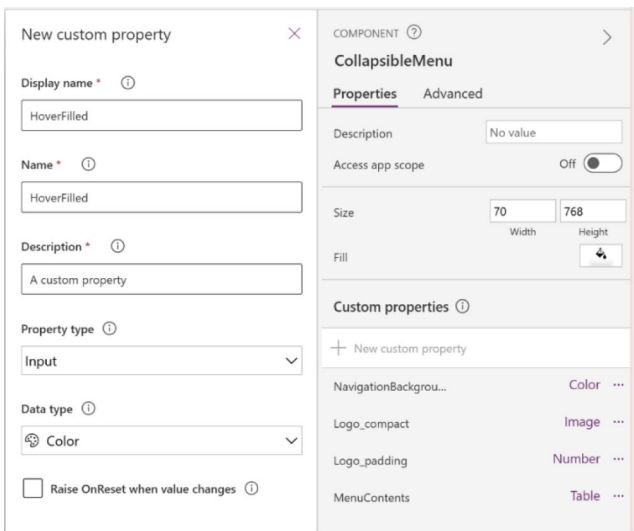 New custom property
Display name *
HoverFilled
Name *
HoverFilled
Description *
A custom property
Property type
Input
Data type
Color
Raise OnReset when value changes
COMPONENT
CollapsibleMenu
Properties Advanced
Description No value
Access app scope Off
Size 70 768
Width Height
Fill
Custom properties
New custom property
NavigationBackgrou... Color
Logo_compact Image
Logo_padding Number
MenuContents Table